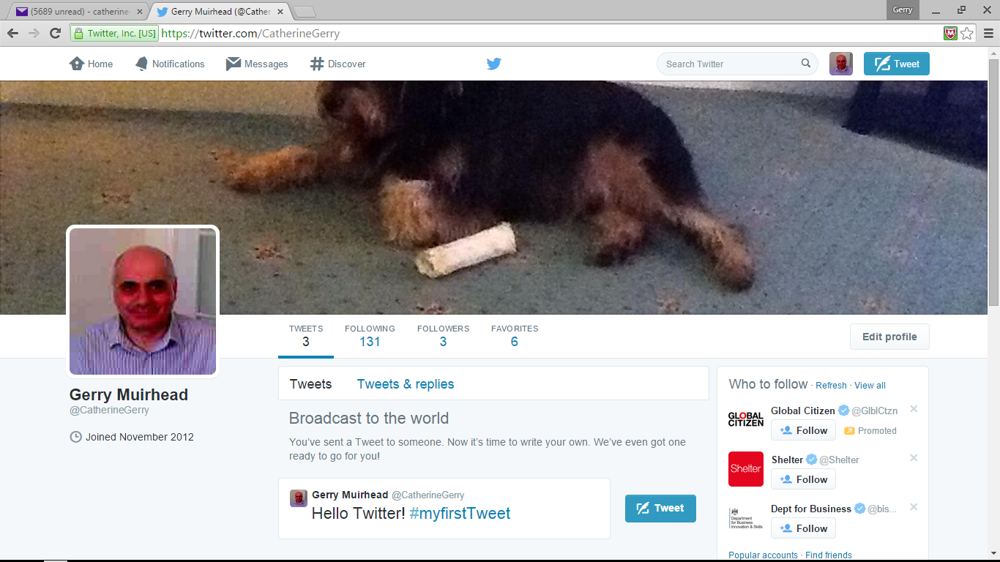 (5689 unread) - catherine
Gerry Muirhead (@Cather
Gerry
Twitter, Inc. [US]
https://twitter.com/CatherineGerry
Home
Notifications
Messages
Discover
Search Twitter
Tweet
TWEETS
FOLLOWING
FOLLOWERS
FAVORITES
3
131
3
6
Edit profile
Gerry Muirhead
@CatherineGerry
Joined November 2012
Tweets
Tweets & replies
Broadcast to the world
You've sent a Tweet to someone. Now it's time to write your own. We've even got one
ready to go for you!
Gerry Muirhead @CatherineGerry
Hello Twitter! #myfirstTweet
Tweet
Who to follow · Refresh · View all
GLOBAL
CITIZEN
Global Citizen @GlblCtzn
Follow
Promoted
Shelter
Shelter @Shelter
Follow
Department
for Business
Innovation & Skills
Dept for Business @bis...
Follow
Popular accounts · Find friends